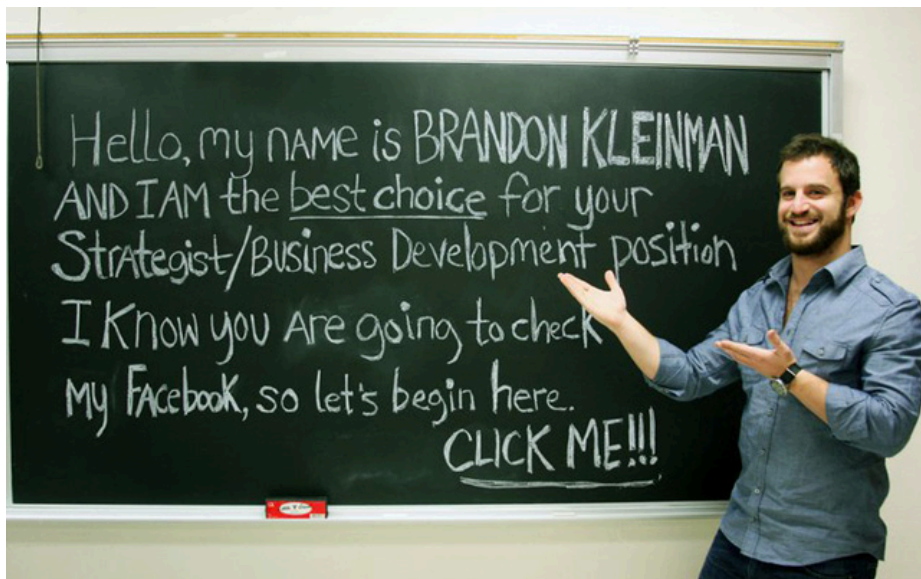 Hello, my name is BRANDON KLEINMAN
AND I AM the best choice for your
Strategist/Business Development position
I Know you Are going to check
my Facebook, so let's begin here.
CLICK ME!!!